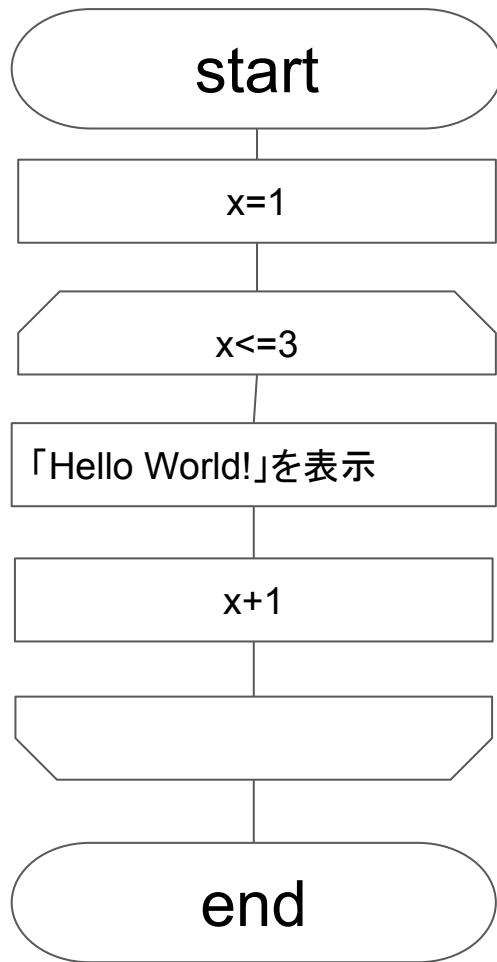 start
x=1
x<=3
「Hello World!」を表示
x+1
end